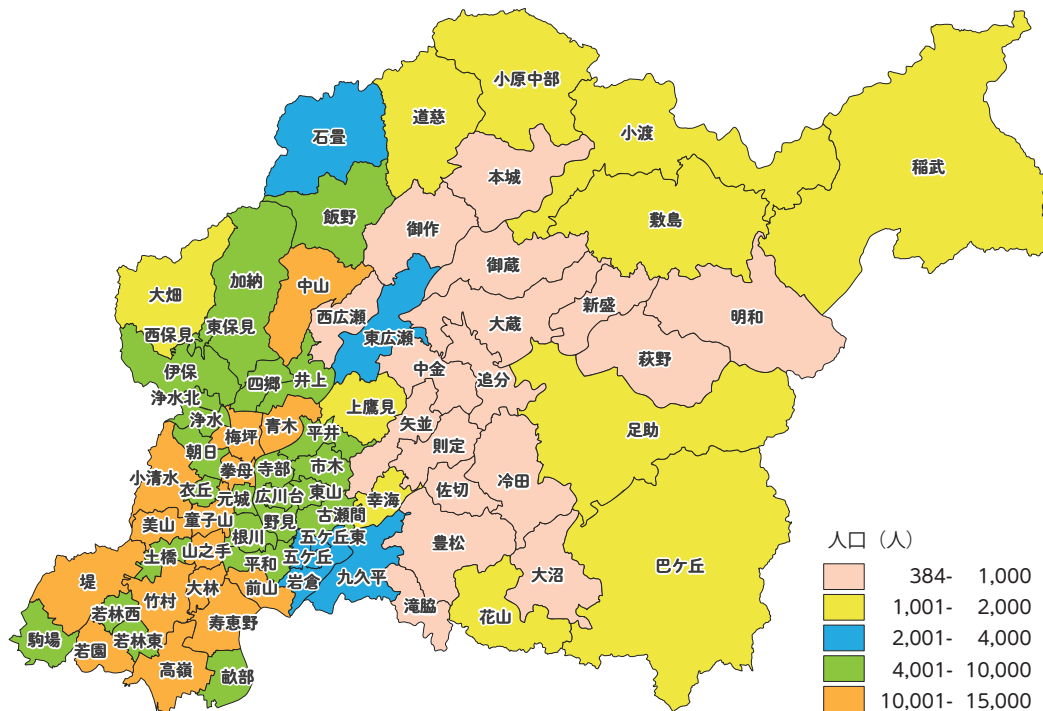 小原中部
道慈
小渡
石畳
稲武
本城
飯野
敷島
御作
御蔵
加納
中山
大畑
新盛
西広瀬
大蔵
明和
東保見
西保見
東広瀬
萩野
中金
伊保
四郷
井上
追分
浄水北
上鷹見
浄水
梅坪
青木
平井
矢並
足助
朝日
則定
小清水
拳母
寺部
市木
冷田
衣丘
元城
広川台
東山
幸海
佐切
美山
童子山
野見
古瀬間
根川
五ケ丘東
豊松
土橋
山之手
平和
五ケ丘
巴ケ丘
堤
大林
前山
岩倉
九久平
大沼
竹村
若林西
滝脇
花山
寿恵野
駒場
若園
若林東
高嶺
畝部
人口（人）
384- 1,000
1,001- 2,000
2,001- 4,000
4,001- 10,000
10,001- 15,000